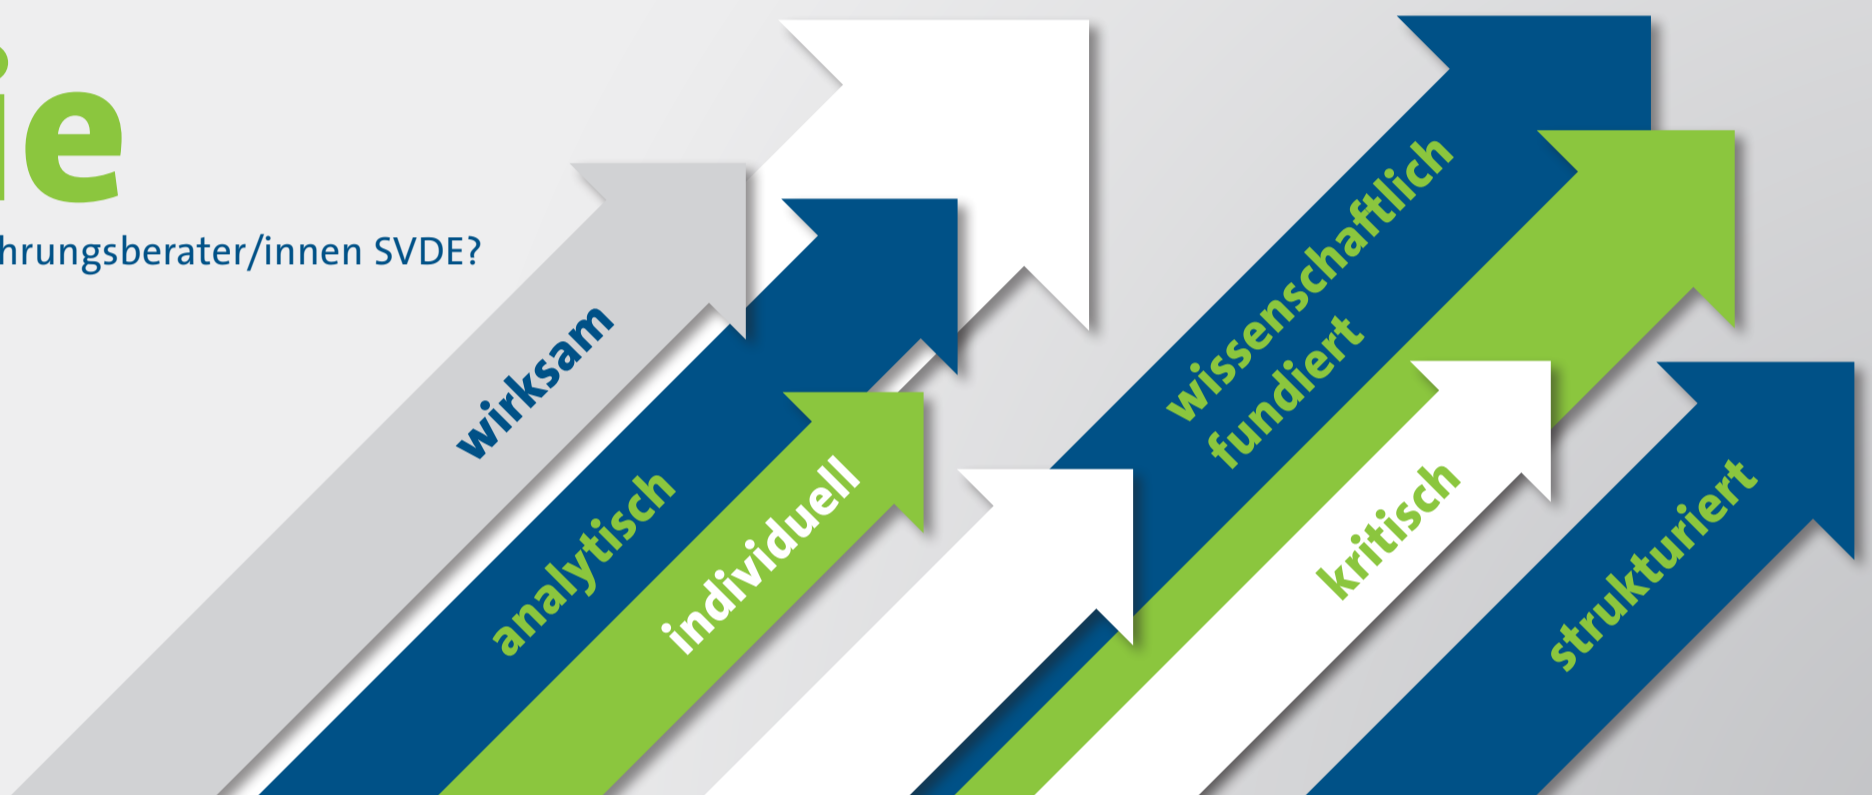 ie
hrungsberater/innen SVDE?
wirksam
analytisch
individuell
wissenschaftlich
fundiert
kritisch
strukturiert